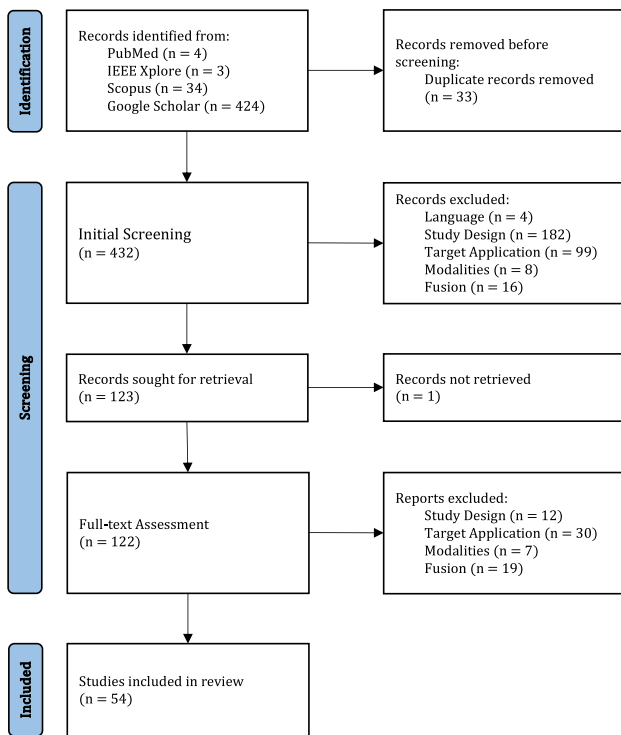 Identification
Records identified from:
PubMed (n = 4)
IEEE Xplore (n = 3)
Scopus (n = 34)
Google Scholar (n = 424)
Records removed before
screening:
Duplicate records removed
(n = 33)
Screening
Initial Screening
(n = 432)
Records excluded:
Language (n = 4)
Study Design (n = 182)
Target Application (n = 99)
Modalities (n = 8)
Fusion (n = 16)
Records sought for retrieval
(n = 123)
Records not retrieved
(n = 1)
Full-text Assessment
(n = 122)
Reports excluded:
Study Design (n = 12)
Target Application (n = 30)
Modalities (n = 7)
Fusion (n = 19)
Included
Studies included in review
(n = 54)